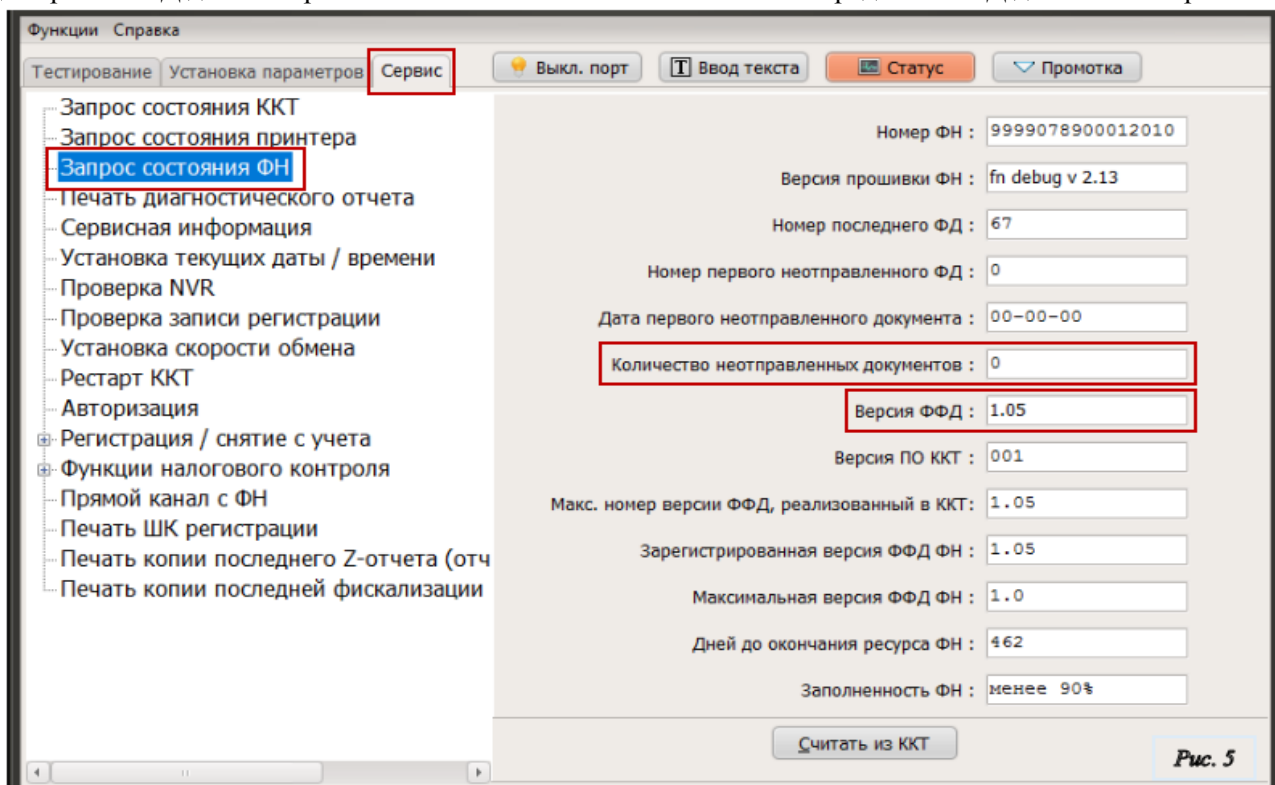 Функции Справка
Тестирование Установка параметров Сервис Выкл. порт T Ввод текста Статус Промотка
Запрос состояния ККТ
Запрос состояния принтера
Запрос состояния ФН
Печать диагностического отчета
Сервисная информация
Установка текущих даты / времени
Проверка NVR
Проверка записи регистрации
Установка скорости обмена
Рестарт ККТ
Авторизация
Регистрация / снятие с учета
Функции налогового контроля
Прямой канал с ФН
Печать ШК регистрации
Печать копии последнего Z-отчета (отч
Печать копии последней фискализации
Номер ФН : 9999078900012010
Версия прошивки ФН : fn debug v 2.13
Номер последнего ФД : 67
Номер первого неотправленного ФД : 0
Дата первого неотправленного документа : 00-00-00
Количество неотправленных документов : 0
Версия ФФД : 1.05
Версия ПО ККТ : 001
Макс. номер версии ФФД, реализованный в ККТ: 1.05
Зарегистрированная версия ФФД ФН : 1.05
Максимальная версия ФФД ФН : 1.0
Дней до окончания ресурса ФН : 462
Заполненность ФН : менее 90%
Считать из ККТ
Рис. 5